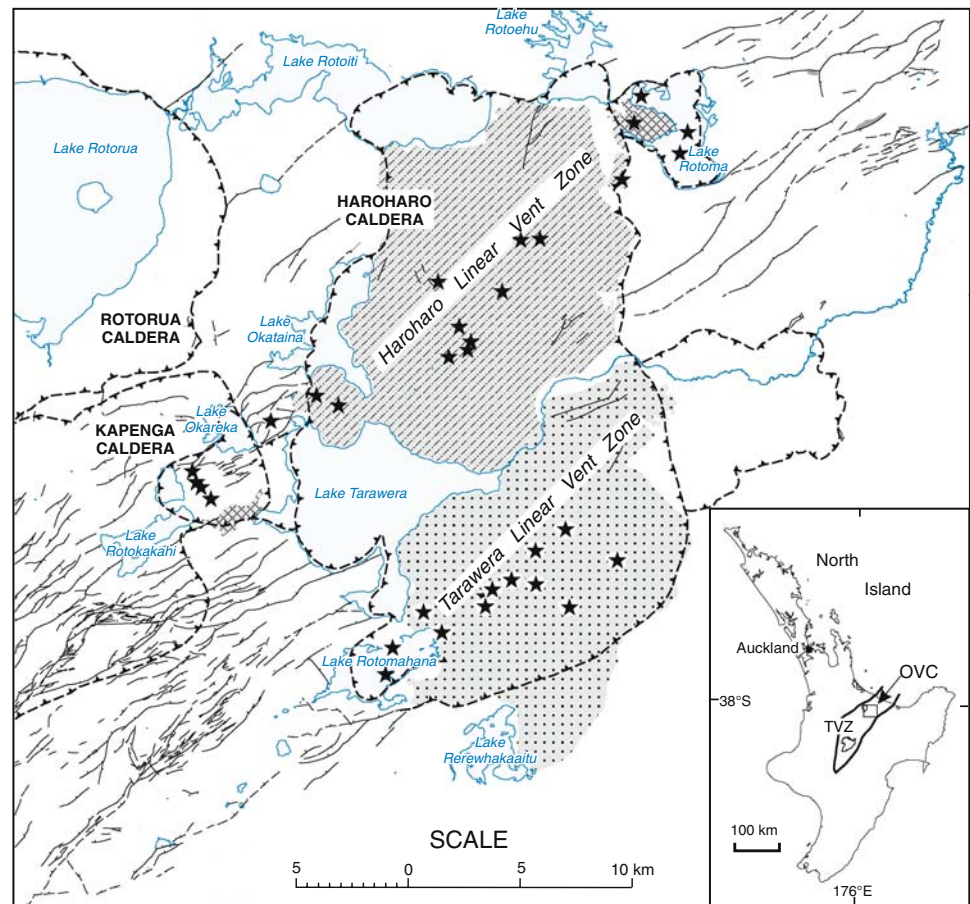 Lake
Rotoehu
Lake Rotoiti
Lake Rotorua
Lake
Rotoma
HAROHARO
CALDERA
Haroharo Linear Vent Zone
ROTORUA
CALDERA
Lake
Okataina
Lake
Okareka
KAPENGA
CALDERA
Lake Tarawera
Lake
Rotokakahi
Tarawera Linear Vent Zone
Lake Rotomahana
Lake
Rerewhakaaitu
SCALE
5 0 5 10 km
North
Island
Auckland
OVC
38°S
TVZ
100 km
176°E